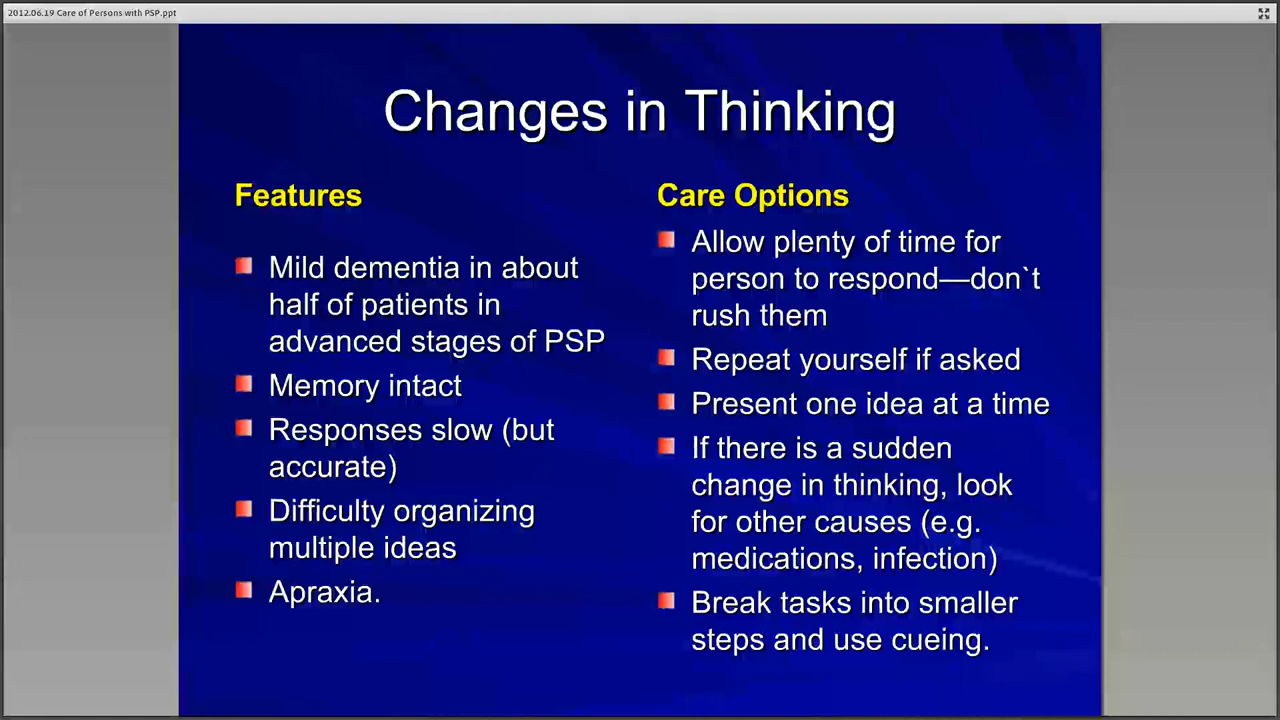 2012.06.19 Care of Persons with PSP.ppt
Changes in Thinking
Features
Mild dementia in about
half of patients in
advanced stages of PSP
Memory intact
Responses slow (but
accurate)
Difficulty organizing
multiple ideas
Apraxia.
Care Options
Allow plenty of time for
person to respond—don`t
rush them
Repeat yourself if asked
Present one idea at a time
If there is a sudden
change in thinking, look
for other causes (e.g.
medications, infection)
Break tasks into smaller
steps and use cueing.